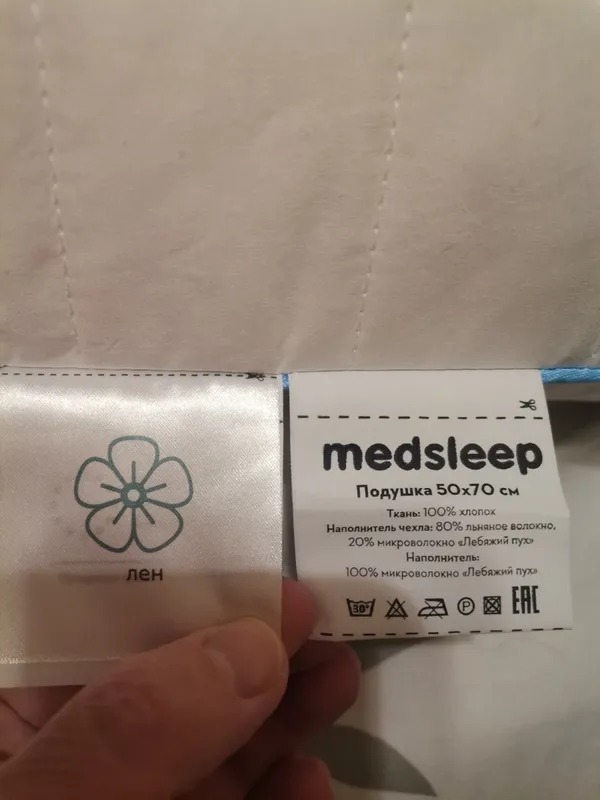 лен
medsleep
Подушка 50х70 см
Ткань: 100% хлопок
Наполнитель чехла: 80% льняное волокно,
20% микроволокно «Лебяжий пух»
Наполнитель:
100% микроволокно «Лебяжий пух»
30° P EAC